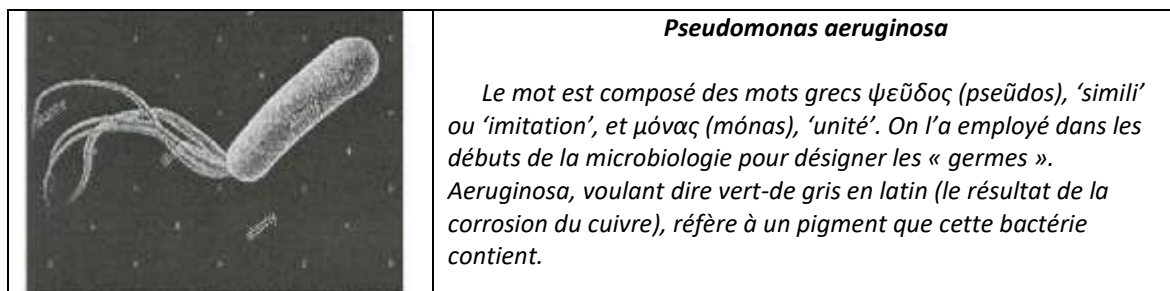 Pseudomonas aeruginosa
Le mot est composé des mots grecs ψεῦδος (pseũdos), ‘simili’
ou ‘imitation’, et μόνας (mónas), ‘unité’. On l’a employé dans les
débuts de la microbiologie pour désigner les « germes ».
Aeruginosa, voulant dire vert-de gris en latin (le résultat de la
corrosion du cuivre), réfère à un pigment que cette bactérie
contient.